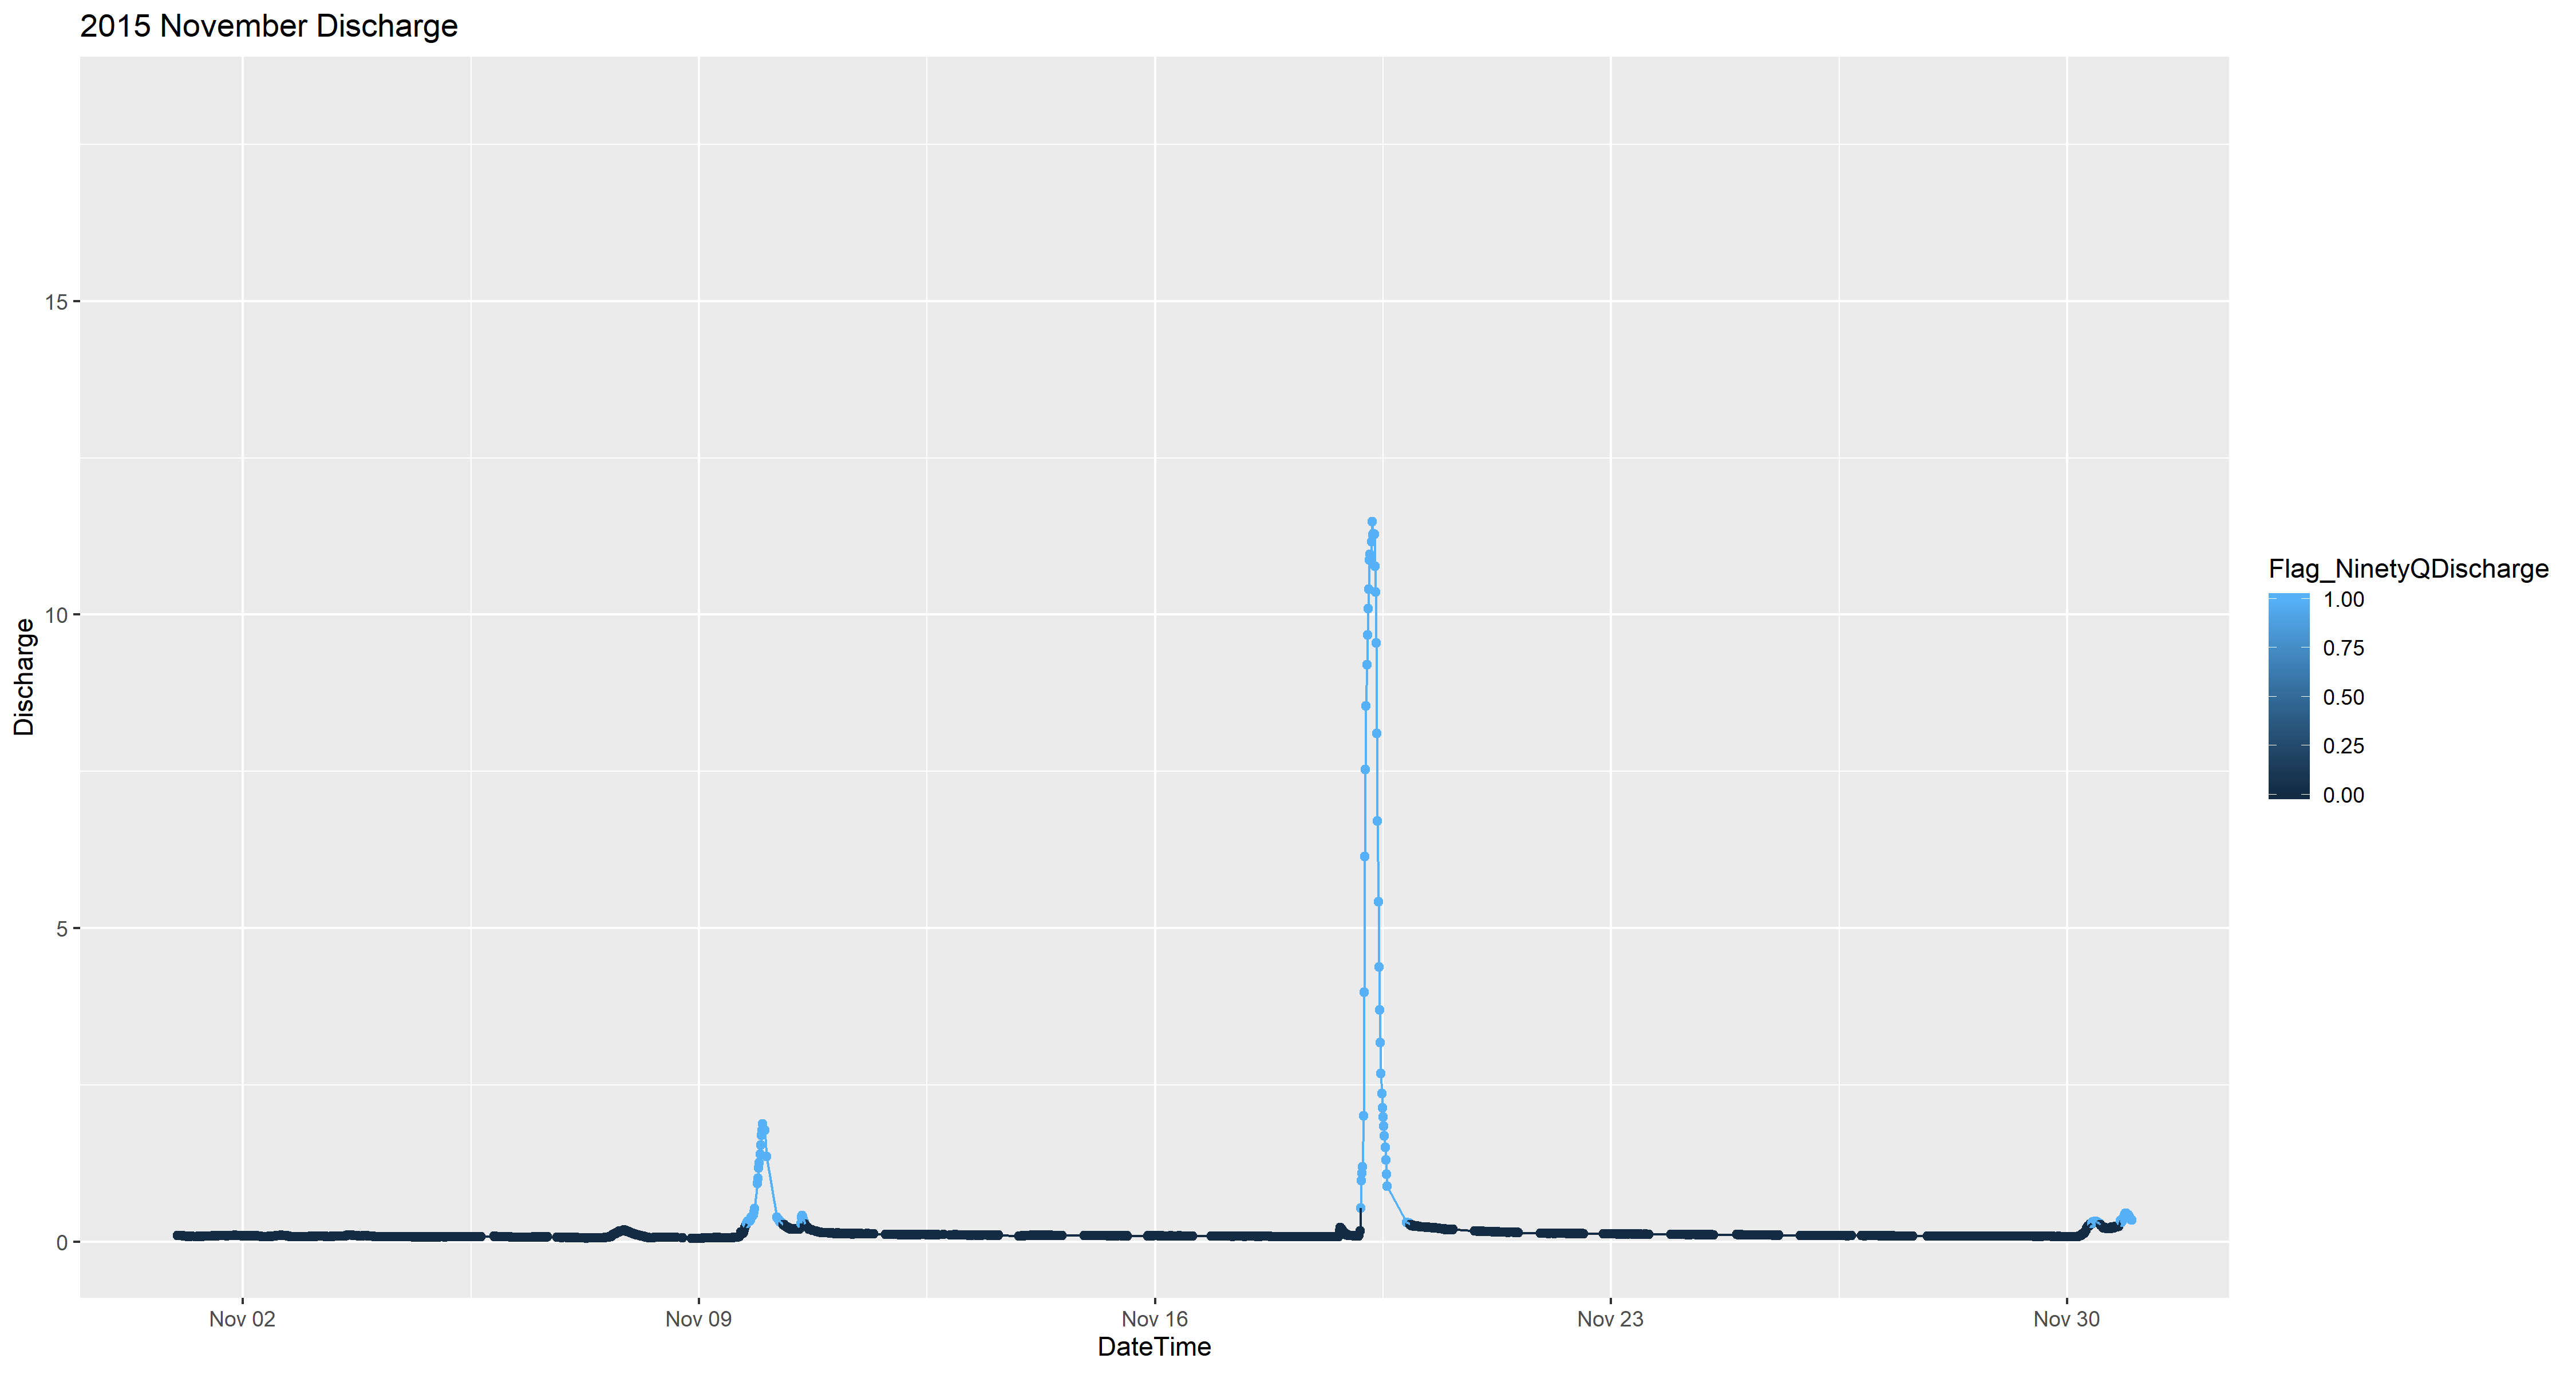 2015 November Discharge
Discharge
15
10
5
0
Nov 02
Nov 09
Nov 16
Nov 23
Nov 30
DateTime
Flag_NinetyQDischarge
1.00
0.75
0.50
0.25
0.00